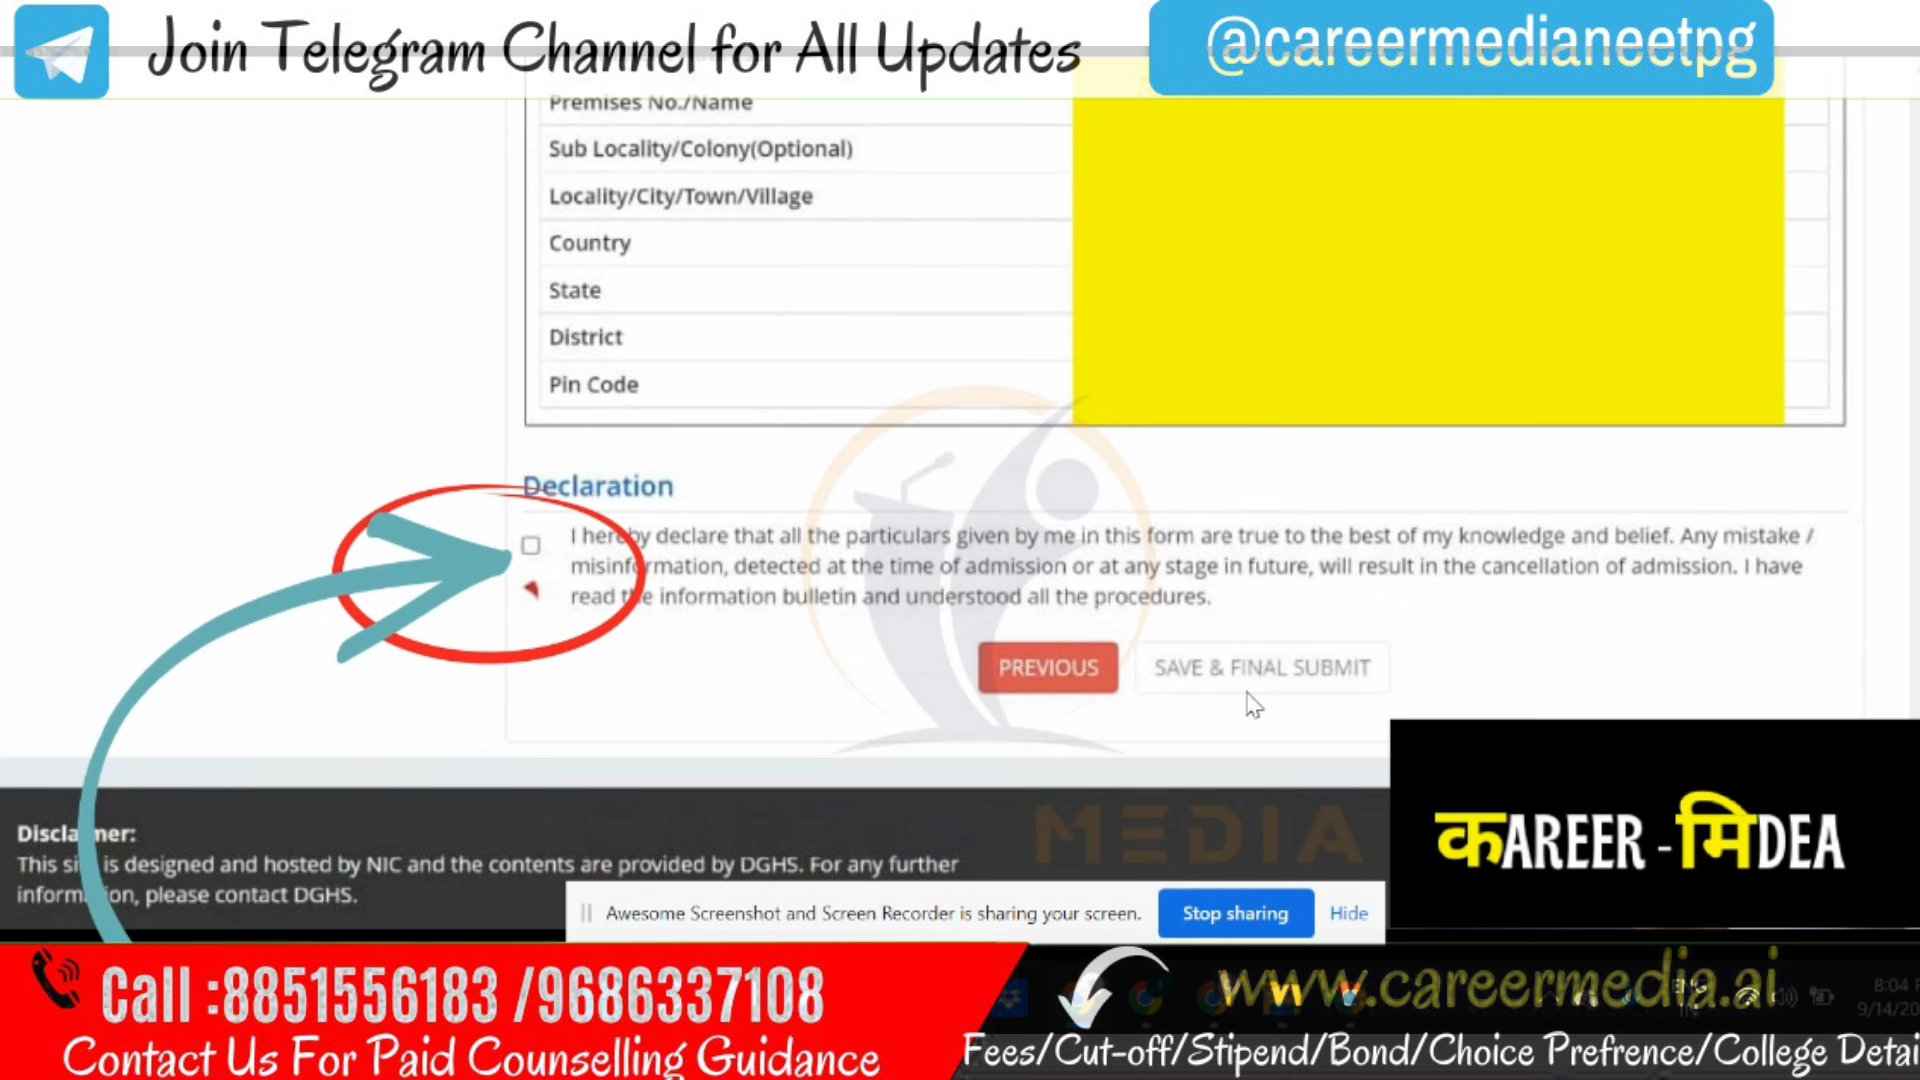 Join Telegram Channel for All Updates
@careermedianeetpg
Premises No./Name
Sub Locality/Colony(Optional)
Locality/City/Town/Village
Country
State
District
Pin Code
Declaration
I hereby declare that all the particulars given by me in this form are true to the best of my knowledge and belief. Any mistake /
misinformation, detected at the time of admission or at any stage in future, will result in the cancellation of admission. I have
read the information bulletin and understood all the procedures.
PREVIOUS
SAVE & FINAL SUBMIT
MEDIA
कAREER - मिDEA
Disclaimer:
This site is designed and hosted by NIC and the contents are provided by DGHS. For any further
information, please contact DGHS.
Awesome Screenshot and Screen Recorder is sharing your screen.
Stop sharing
Hide
Call :8851556183 /9686337108
www.careermedia.ai
ENG
8:04
9/14/20
Contact Us For Paid Counselling Guidance
Fees/Cut-off/Stipend/Bond/Choice Prefrence/College Detai